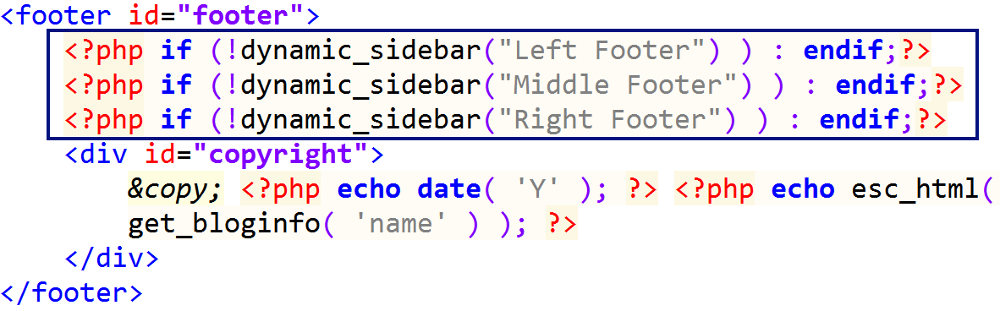 <footer id="footer">
<?php if (!dynamic_sidebar("Left Footer") ) : endif;?>
<?php if (!dynamic_sidebar("Middle Footer") ) : endif;?>
<?php if (!dynamic_sidebar("Right Footer") ) : endif;?>
<div id="copyright">
&copy; <?php echo date( 'Y' ); ?> <?php echo esc_html(
get_bloginfo( 'name' ) ); ?>
</div>
</footer>